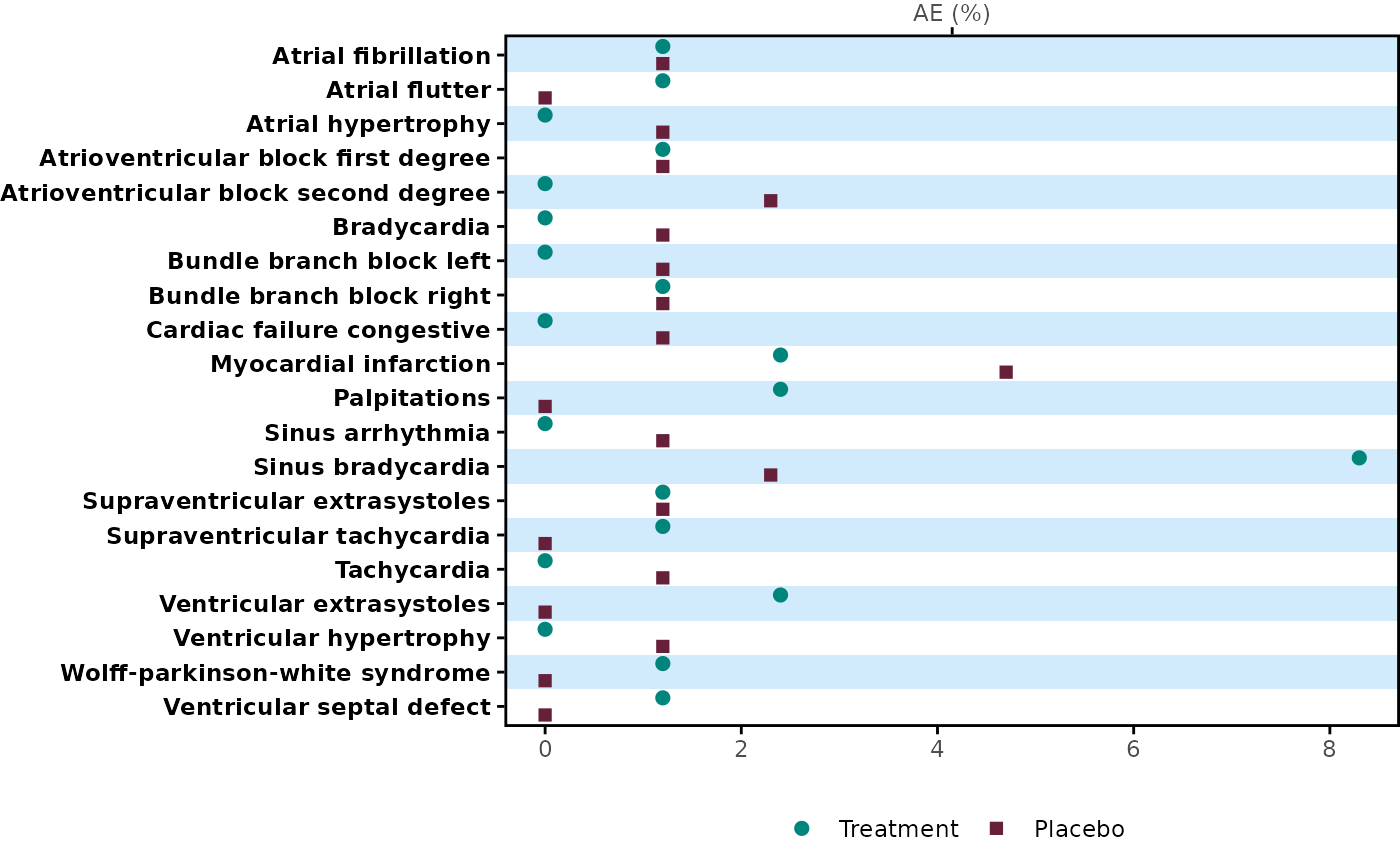 AE (%)
Atrial fibrillation
Atrial flutter
Atrial hypertrophy
Atrioventricular block first degree
Atrioventricular block second degree
Bradycardia
Bundle branch block left
Bundle branch block right
Cardiac failure congestive
Myocardial infarction
Palpitations
Sinus arrhythmia
Sinus bradycardia
Supraventricular extrasystoles
Supraventricular tachycardia
Tachycardia
Ventricular extrasystoles
Ventricular hypertrophy
Wolff-parkinson-white syndrome
Ventricular septal defect
0 2 4 6 8
Treatment Placebo